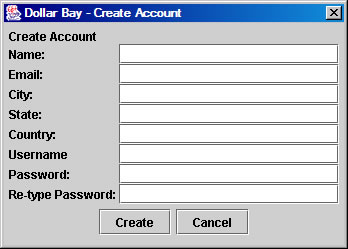 Dollar Bay - Create Account
Create Account
Name:
Email:
City:
State:
Country:
Username
Password:
Re-type Password:
Create Cancel